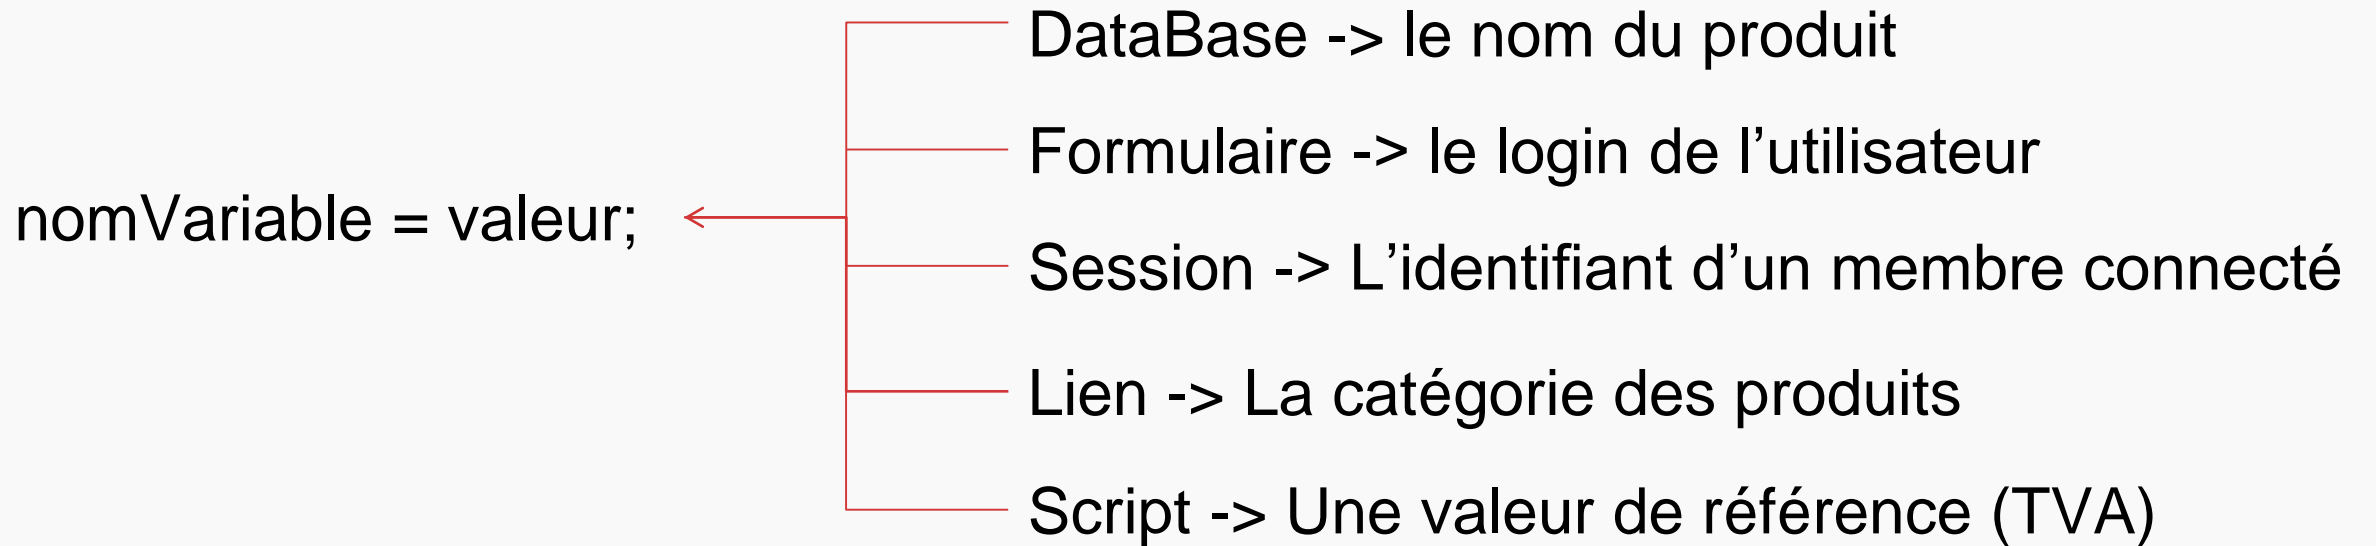 DataBase -> le nom du produit
Formulaire -> le login de l’utilisateur
nomVariable = valeur;
Session -> L’identifiant d’un membre connecté
Lien -> La catégorie des produits
Script -> Une valeur de référence (TVA)